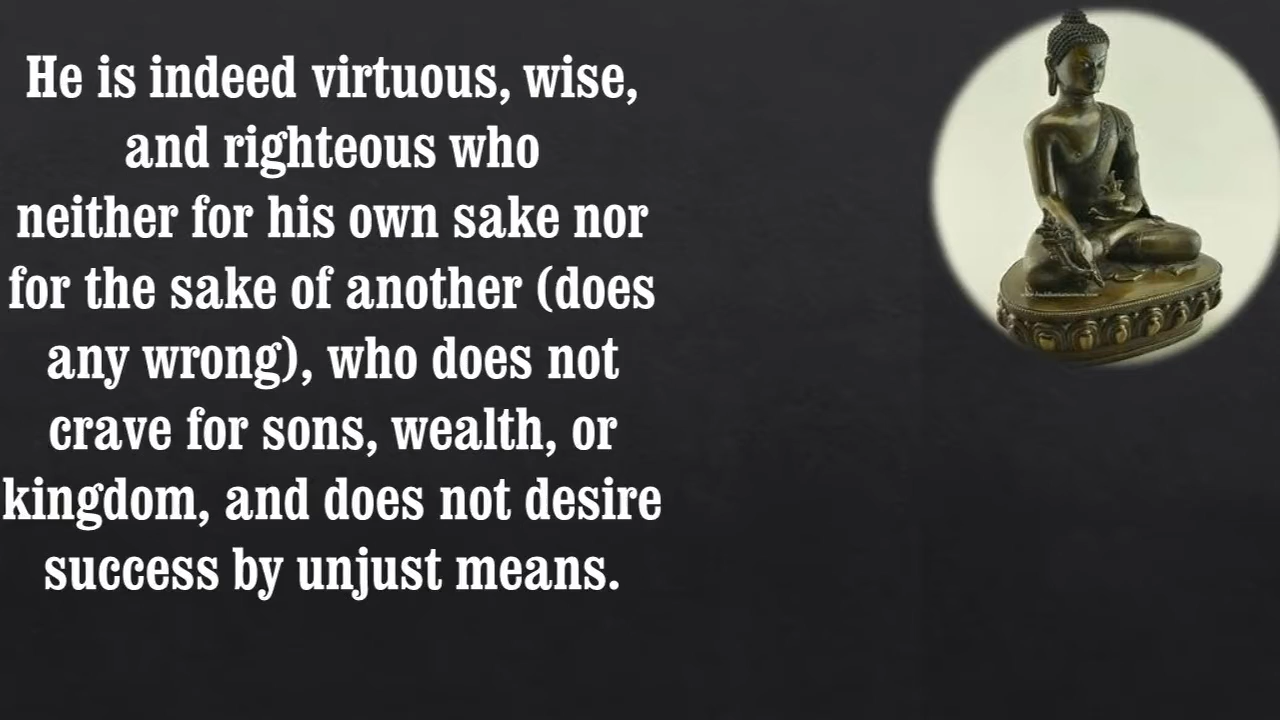 He is indeed virtuous, wise,
and righteous who
neither for his own sake nor
for the sake of another (does
any wrong), who does not
crave for sons, wealth, or
kingdom, and does not desire
success by unjust means.